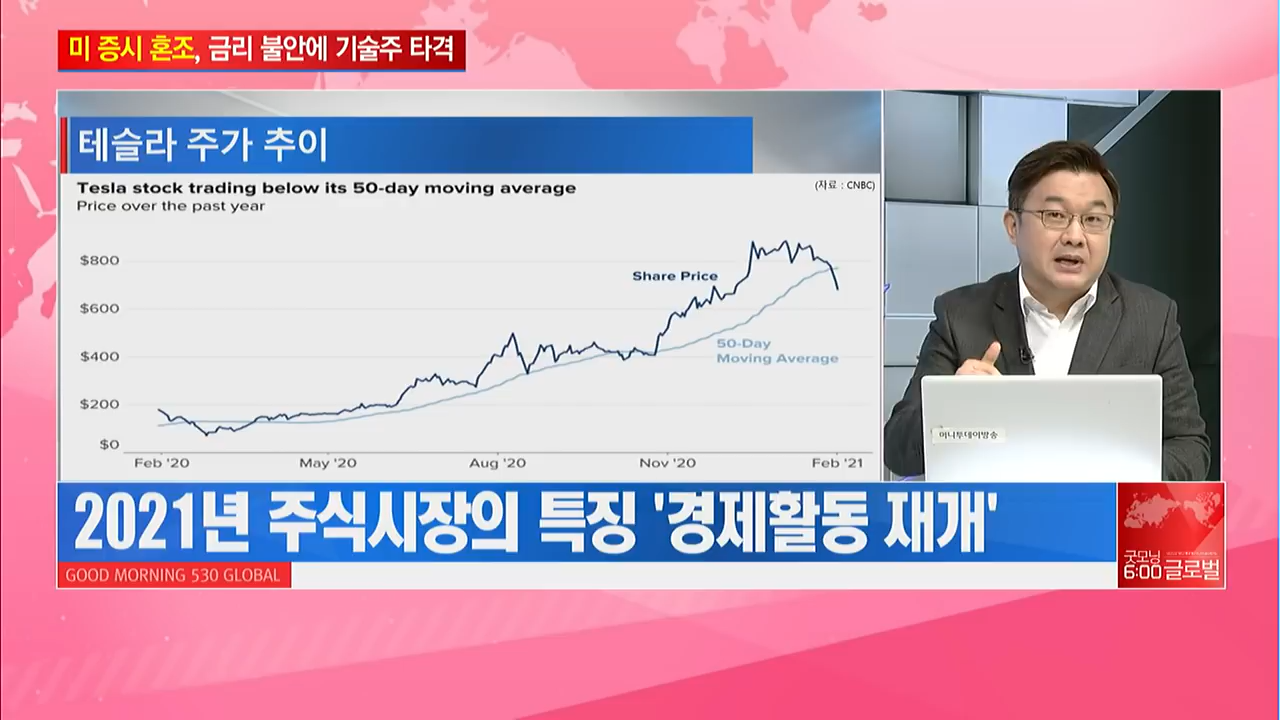 미 증시 혼조, 금리 불안에 기술주 타격
테슬라 주가 추이
Tesla stock trading below its 50-day moving average
(자료 : CNBC)
Price over the past year
$800
$600
$400
$200
$0
Share Price
50-Day
Moving Average
Feb '20
May '20
Aug '20
Nov '20
Feb '21
머니투데이방송
2021년 주식시장의 특징 '경제활동 재개'
GOOD MORNING 530 GLOBAL
굿모닝
6:00 글로벌